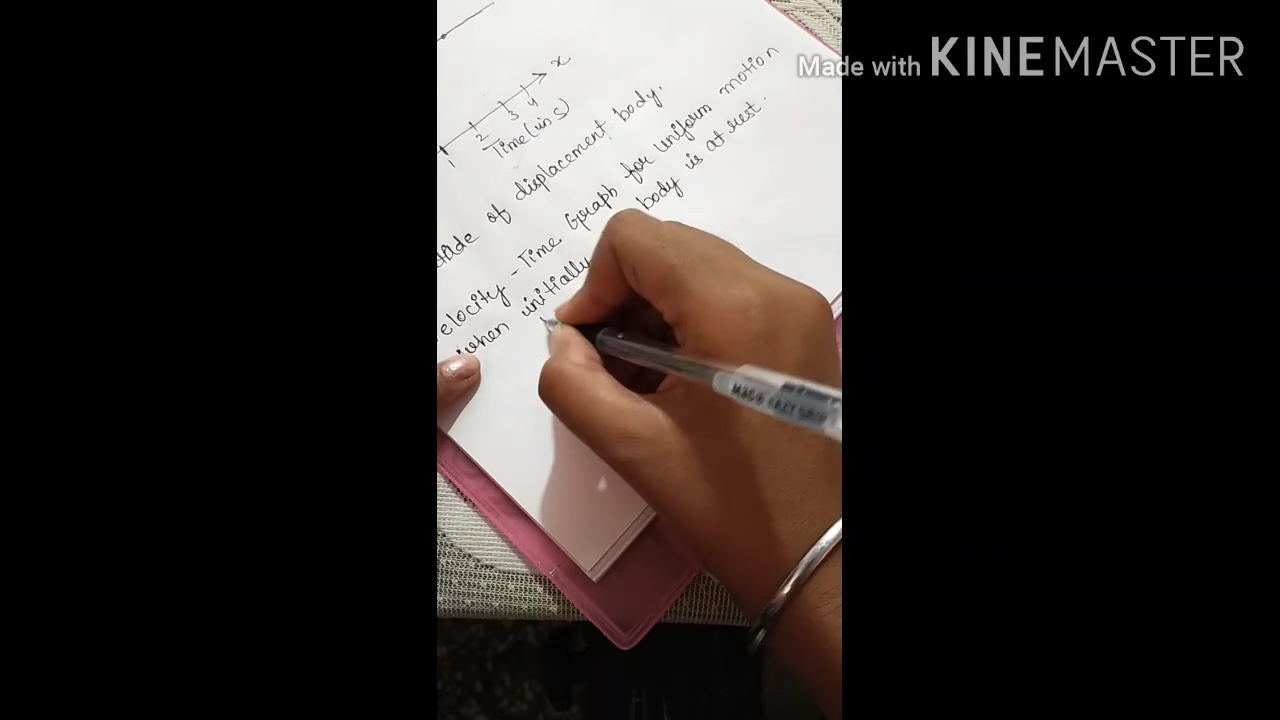 Made with KINEMASTER
x
1 2 3 4
Time (in s)
of displacement body.
elocity - Time Graph for uniform motion
when initially body is at rest.